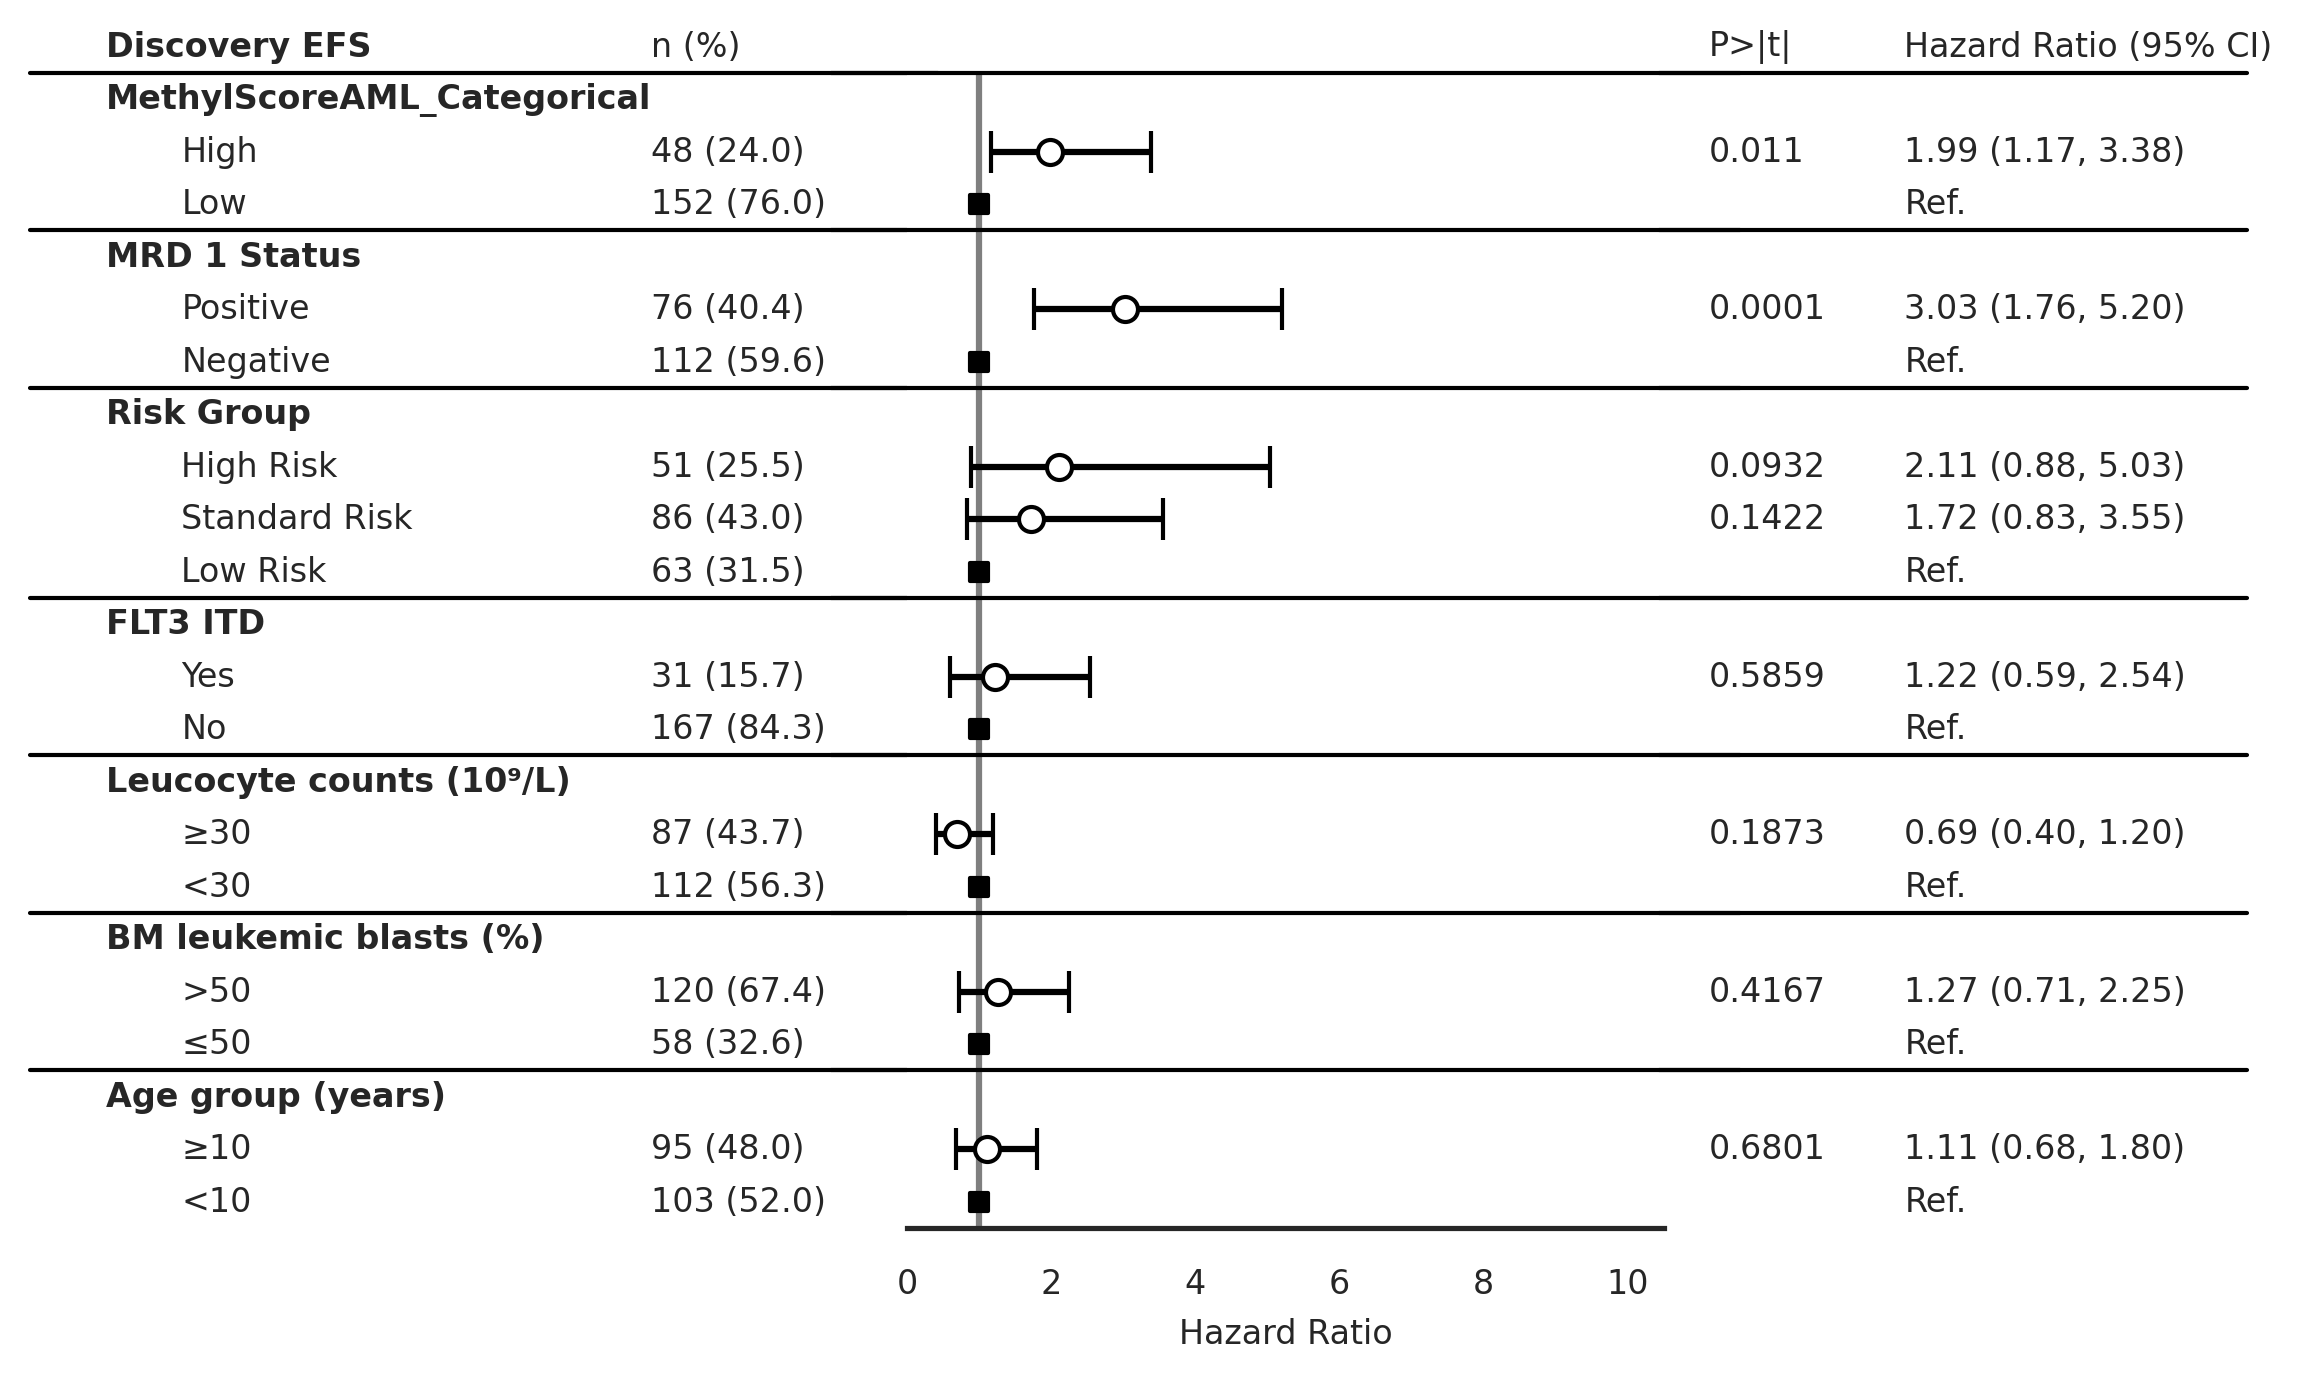 Discovery EFS n (%) P>|t| Hazard Ratio (95% CI)
MethylScoreAML_Categorical
High 48 (24.0) 0.011 1.99 (1.17, 3.38)
Low 152 (76.0) Ref.
MRD 1 Status
Positive 76 (40.4) 0.0001 3.03 (1.76, 5.20)
Negative 112 (59.6) Ref.
Risk Group
High Risk 51 (25.5) 0.0932 2.11 (0.88, 5.03)
Standard Risk 86 (43.0) 0.1422 1.72 (0.83, 3.55)
Low Risk 63 (31.5) Ref.
FLT3 ITD
Yes 31 (15.7) 0.5859 1.22 (0.59, 2.54)
No 167 (84.3) Ref.
Leucocyte counts (10⁹/L)
≥30 87 (43.7) 0.1873 0.69 (0.40, 1.20)
<30 112 (56.3) Ref.
BM leukemic blasts (%)
>50 120 (67.4) 0.4167 1.27 (0.71, 2.25)
≤50 58 (32.6) Ref.
Age group (years)
≥10 95 (48.0) 0.6801 1.11 (0.68, 1.80)
<10 103 (52.0) Ref.
0 2 4 6 8 10
Hazard Ratio